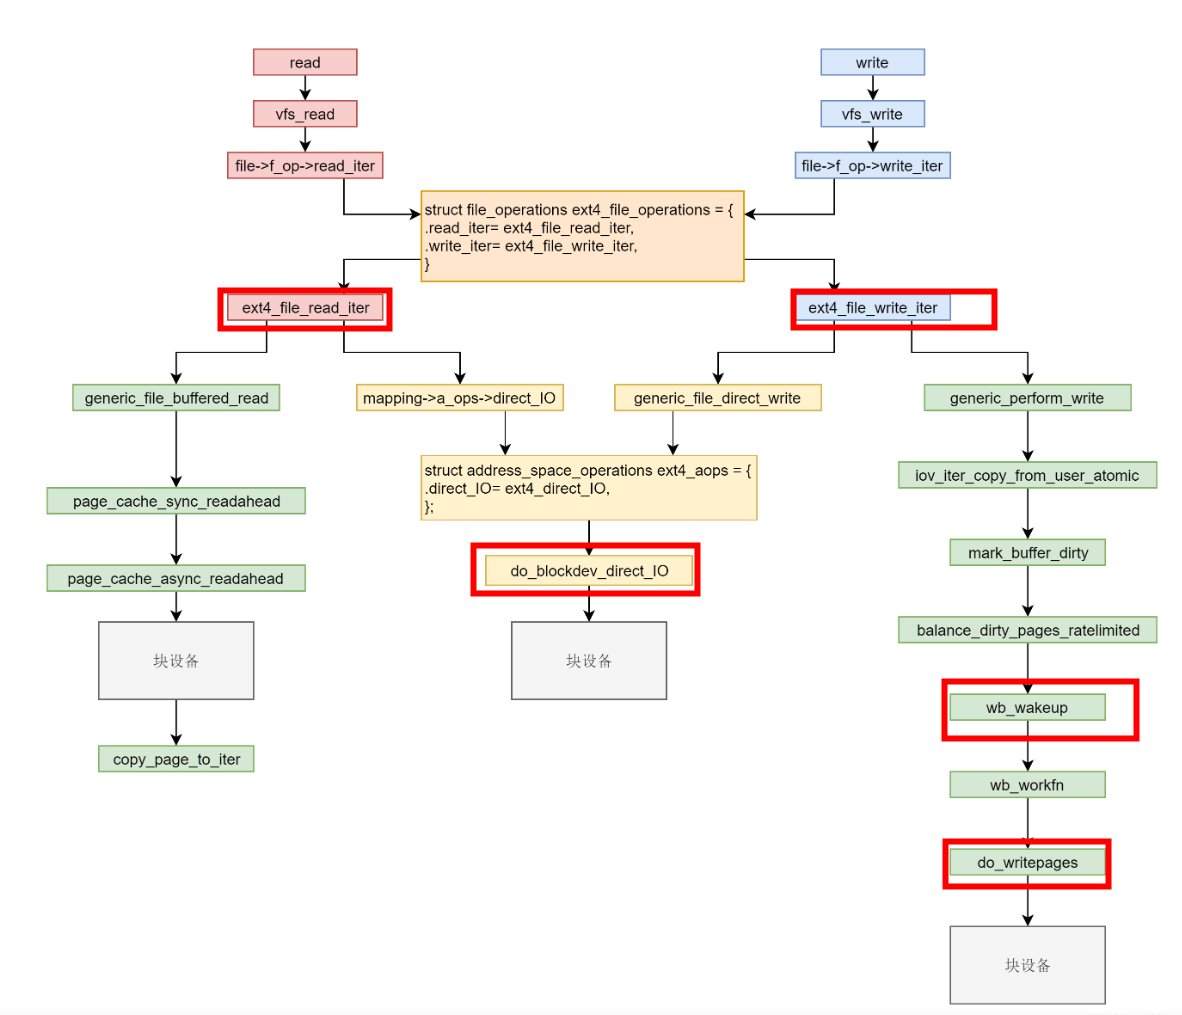 read
write
vfs_read
vfs_write
file->f_op->read_iter
file->f_op->write_iter
struct file_operations ext4_file_operations = {
.read_iter= ext4_file_read_iter,
.write_iter= ext4_file_write_iter,
}
ext4_file_read_iter
ext4_file_write_iter
generic_file_buffered_read
mapping->a_ops->direct_IO
generic_file_direct_write
generic_perform_write
struct address_space_operations ext4_aops = {
.direct_IO= ext4_direct_IO,
};
iov_iter_copy_from_user_atomic
page_cache_sync_readahead
mark_buffer_dirty
do_blockdev_direct_IO
page_cache_async_readahead
balance_dirty_pages_ratelimited
块设备
块设备
wb_wakeup
copy_page_to_iter
wb_workfn
do_writepages
块设备